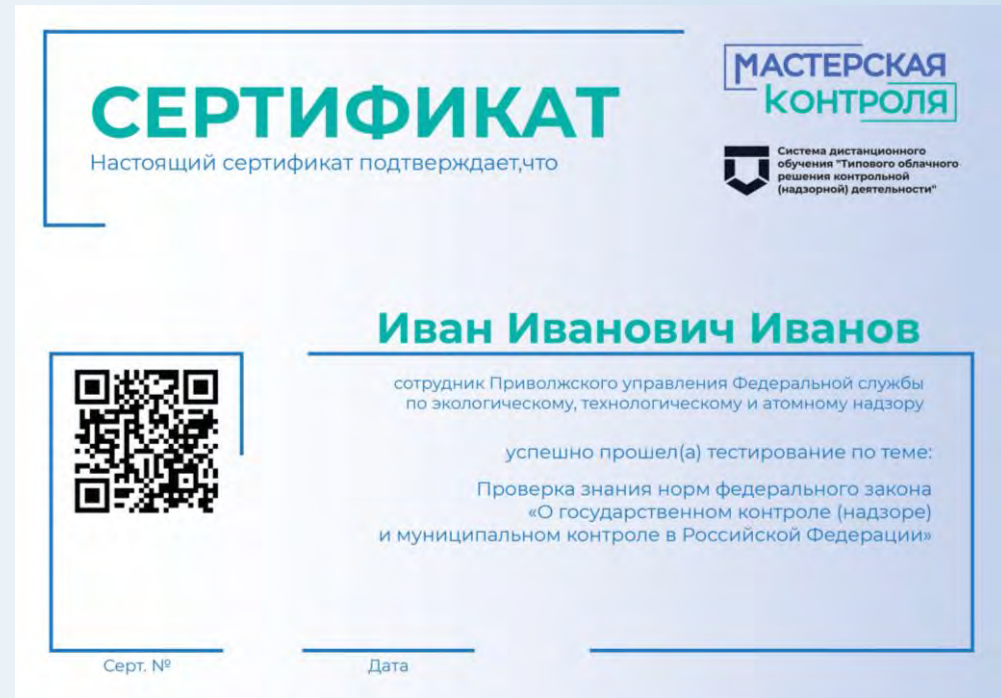 СЕРТИФИКАТ
Настоящий сертификат подтверждает,что
МАСТЕРСКАЯ
КОНТРОЛЯ
Система дистанционного
обучения "Типового облачного
решения контрольной
(надзорной) деятельности"
Иван Иванович Иванов
сотрудник Приволжского управления Федеральной службы
по экологическому, технологическому и атомному надзору
успешно прошел(а) тестирование по теме:
Проверка знания норм федерального закона
«О государственном контроле (надзоре)
и муниципальном контроле в Российской Федерации»
Серт. №
Дата